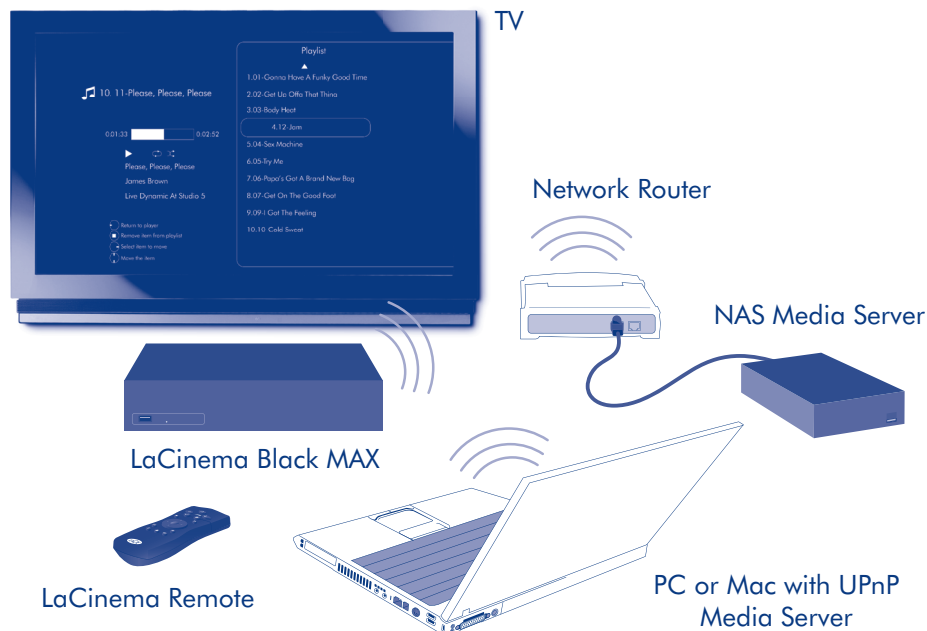 TV
Playlist
10. 11-Please, Please, Please
1.01-Gonna Have A Funky Good Time
2.02-Get Up Offa That Thing
3.03-Body Heat
4.12-Jam
0:01:33
0:02:52
5.04-Sex Machine
Please, Please, Please
6.05-Try Me
James Brown
7.06-Papa's Got A Brand New Bag
Live Dynamic At Studio 5
8.07-Get On The Good Foot
9.09-I Got The Feeling
10.10 Cold Sweat
Return to player
Remove item from playlist
Select item to move
Move the item
Network Router
NAS Media Server
LaCinema Black MAX
LaCinema Remote
PC or Mac with UPnP
Media Server